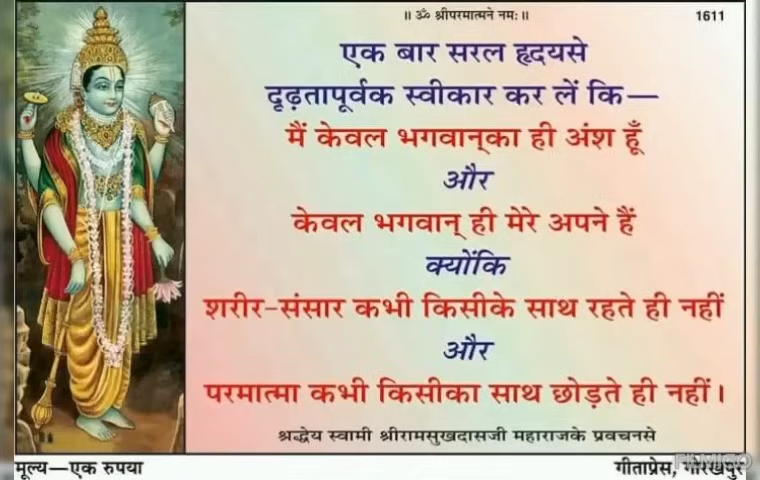 ॥ ॐ श्रीपरमात्मने नमः॥ 1611
एक बार सरल हृदयसे
दृढ़तापूर्वक स्वीकार कर लें कि—
मैं केवल भगवान्‌का ही अंश हूँ
और
केवल भगवान् ही मेरे अपने हैं
क्योंकि
शरीर-संसार कभी किसीके साथ रहते ही नहीं
और
परमात्मा कभी किसीका साथ छोड़ते ही नहीं।
श्रद्धेय स्वामी श्रीरामसुखदासजी महाराजके प्रवचनसे
मूल्य—एक रुपया गीताप्रेस, गोरखपुर
FILMIGO